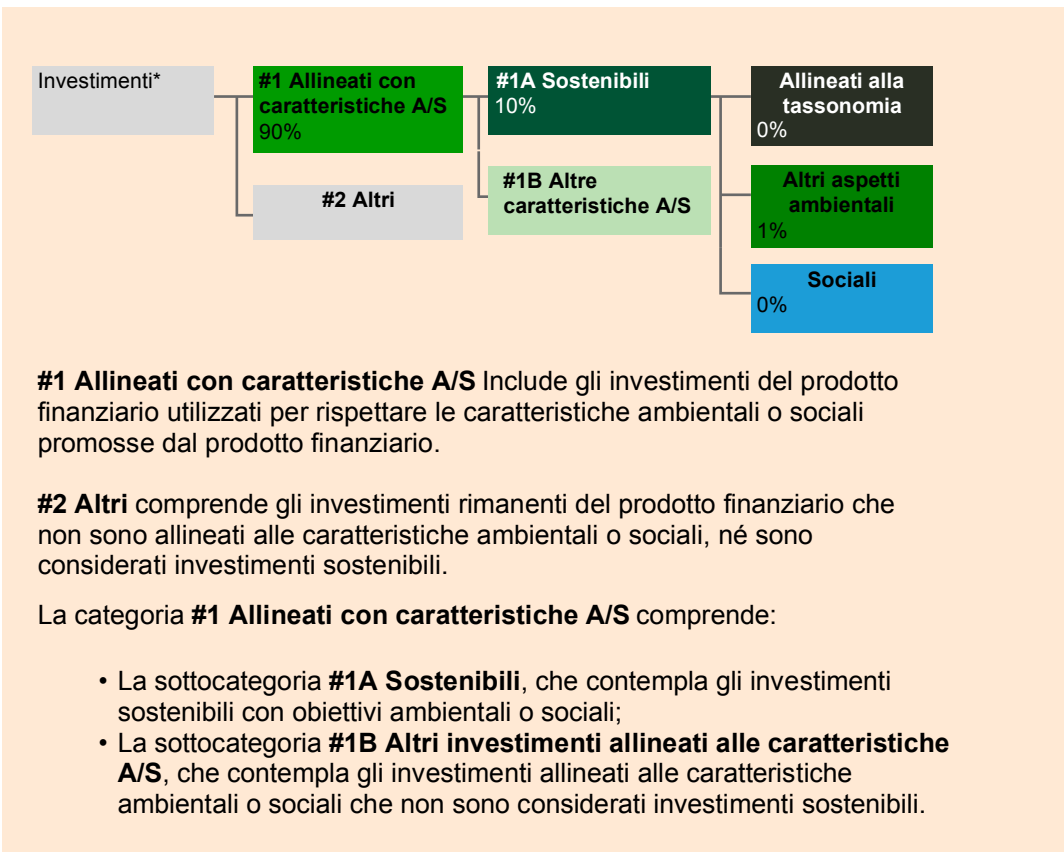 Investimenti*
#1 Allineati con
caratteristiche A/S
90%
#2 Altri
#1A Sostenibili
10%
#1B Altre
caratteristiche A/S
Allineati alla
tassonomia
0%
Altri aspetti
ambientali
1%
Sociali
0%
#1 Allineati con caratteristiche A/S Include gli investimenti del prodotto
finanziario utilizzati per rispettare le caratteristiche ambientali o sociali
promosse dal prodotto finanziario.
#2 Altri comprende gli investimenti rimanenti del prodotto finanziario che
non sono allineati alle caratteristiche ambientali o sociali, né sono
considerati investimenti sostenibili.
La categoria #1 Allineati con caratteristiche A/S comprende:
• La sottocategoria #1A Sostenibili, che contempla gli investimenti
sostenibili con obiettivi ambientali o sociali;
• La sottocategoria #1B Altri investimenti allineati alle caratteristiche
A/S, che contempla gli investimenti allineati alle caratteristiche
ambientali o sociali che non sono considerati investimenti sostenibili.